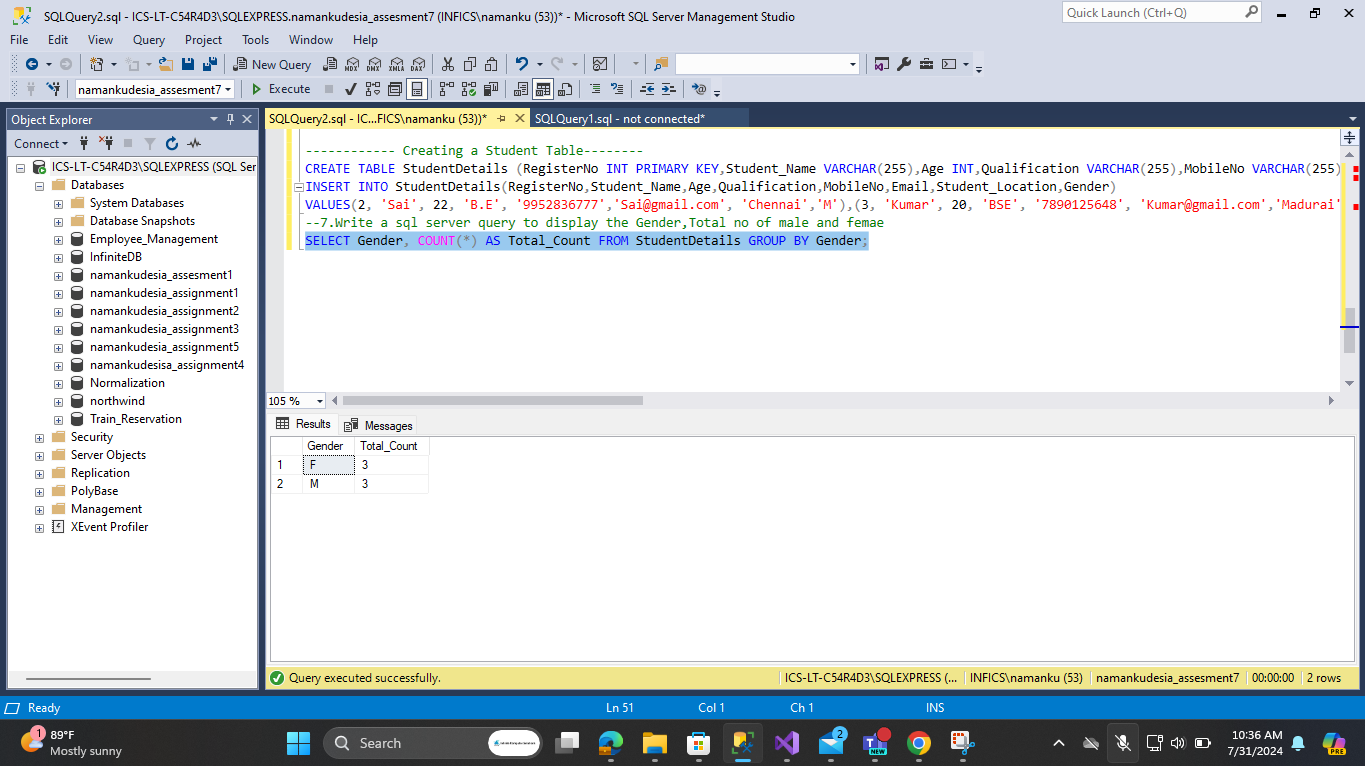 SQLQuery2.sql - ICS-LT-C54R4D3\SQLEXPRESS.namankudesia_assesment7 (INFICS\namanku (53))* - Microsoft SQL Server Management Studio
Quick Launch (Ctrl+Q)
File Edit View Query Project Tools Window Help
New Query
MDX DMX XMLA DAX
namankudesia_assesment7
Execute
Object Explorer
SQLQuery2.sql - IC...FICS\namanku (53))*
SQLQuery1.sql - not connected*
Connect
ICS-LT-C54R4D3\SQLEXPRESS (SQL Ser
Databases
System Databases
Database Snapshots
Employee_Management
InfiniteDB
namankudesia_assesment1
namankudesia_assignment1
namankudesia_assignment2
namankudesia_assignment3
namankudesia_assignment5
namankudesisa_assignment4
Normalization
northwind
Train_Reservation
Security
Server Objects
Replication
PolyBase
Management
XEvent Profiler
------------ Creating a Student Table--------
CREATE TABLE StudentDetails (RegisterNo INT PRIMARY KEY,Student_Name VARCHAR(255),Age INT,Qualification VARCHAR(255),MobileNo VARCHAR(255)
INSERT INTO StudentDetails(RegisterNo,Student_Name,Age,Qualification,MobileNo,Email,Student_Location,Gender)
VALUES(2, 'Sai', 22, 'B.E', '9952836777','Sai@gmail.com', 'Chennai','M'),(3, 'Kumar', 20, 'BSE', '7890125648', 'Kumar@gmail.com','Madurai'
--7.Write a sql server query to display the Gender,Total no of male and femae
SELECT Gender, COUNT(*) AS Total_Count FROM StudentDetails GROUP BY Gender;
105 %
Results Messages
Gender Total_Count
1 F 3
2 M 3
Query executed successfully.
ICS-LT-C54R4D3\SQLEXPRESS (... INFICS\namanku (53) namankudesia_assesment7 00:00:00 2 rows
Ready
Ln 51 Col 1 Ch 1 INS
1
89°F
Mostly sunny
Search
2
NEW
10:36 AM
7/31/2024
PRE